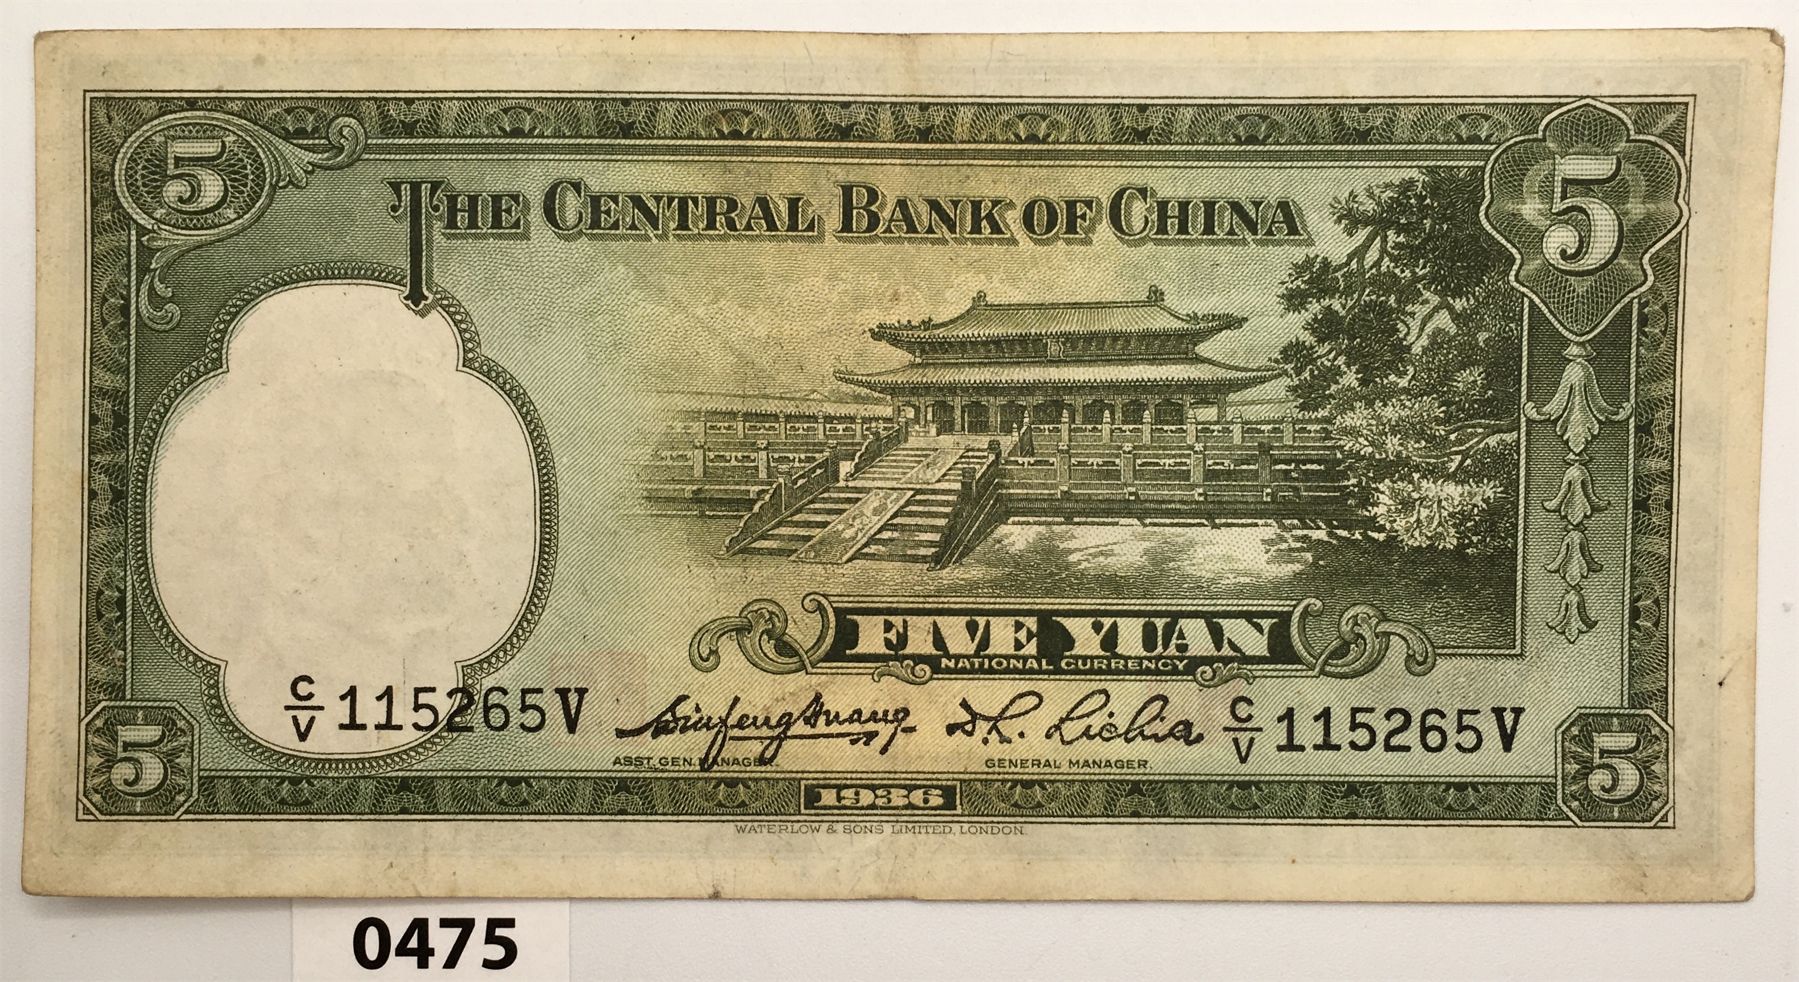 5 5
THE CENTRAL BANK OF CHINA
FIVE YUAN
NATIONAL CURRENCY
C/V 115265V C/V 115265V
ASST. GEN. MANAGER. GENERAL MANAGER.
5 5
1936
WATERLOW & SONS LIMITED, LONDON.
0475